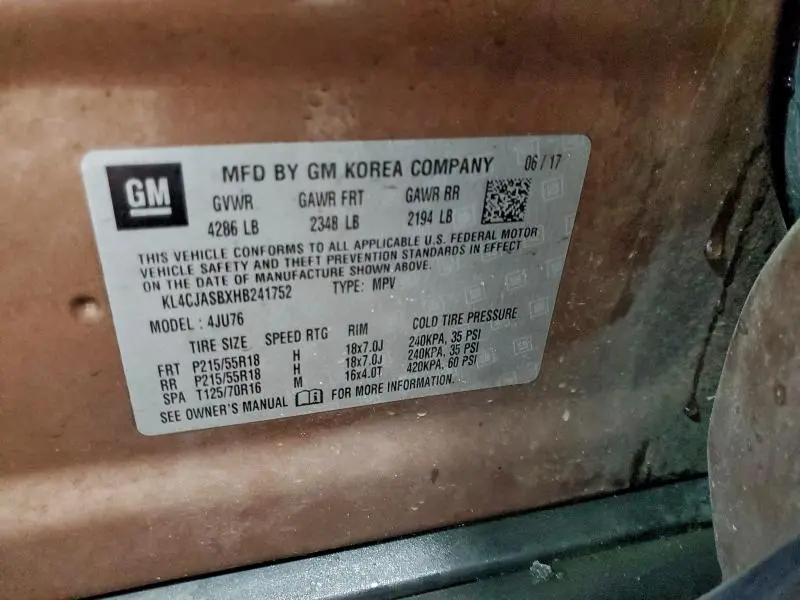 GM
MFD BY GM KOREA COMPANY 06/17
GVWR GAWR FRT GAWR RR
4286 LB 2348 LB 2194 LB
THIS VEHICLE CONFORMS TO ALL APPLICABLE U.S. FEDERAL MOTOR
VEHICLE SAFETY AND THEFT PREVENTION STANDARDS IN EFFECT
ON THE DATE OF MANUFACTURE SHOWN ABOVE.
KL4CJASBXHB241752 TYPE: MPV
MODEL : 4JU76
TIRE SIZE SPEED RTG RIM COLD TIRE PRESSURE
FRT P215/55R18 H 18x7.0J 240KPA, 35 PSI
RR P215/55R18 H 18x7.0J 240KPA, 35 PSI
SPA T125/70R16 M 16x4.0T 420KPA, 60 PSI
SEE OWNER'S MANUAL FOR MORE INFORMATION.